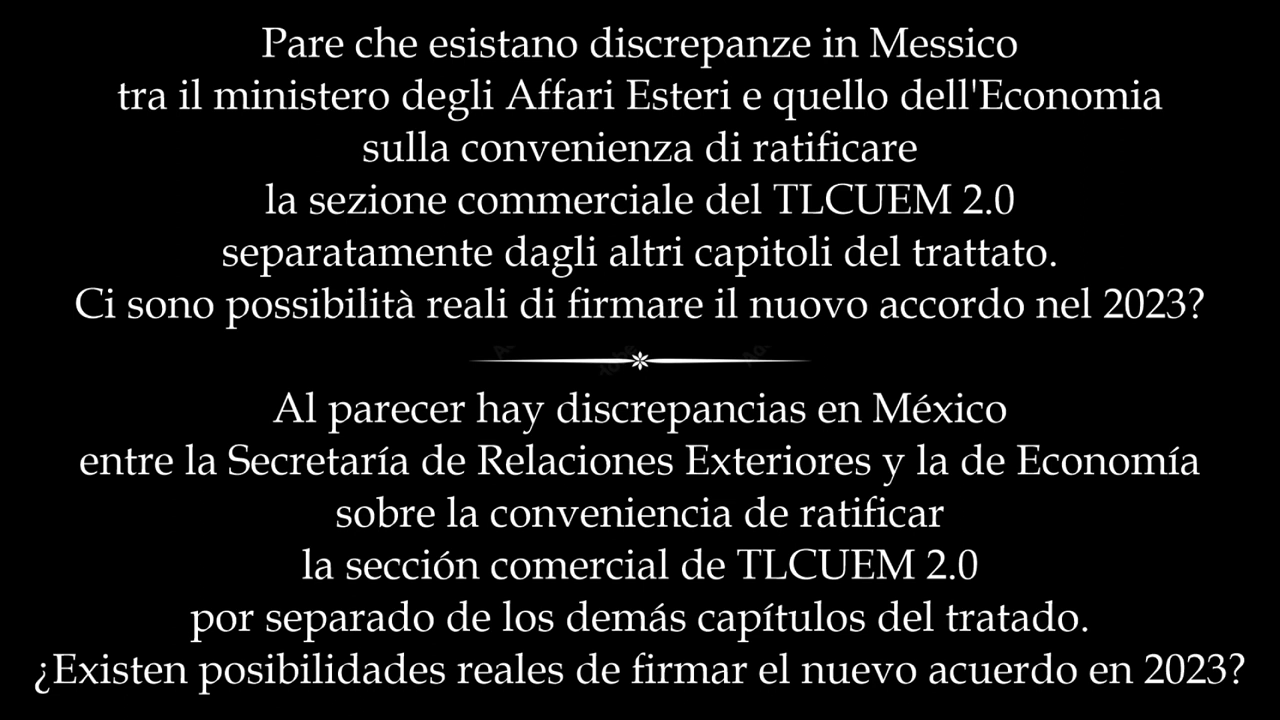 Pare che esistano discrepanze in Messico
tra il ministero degli Affari Esteri e quello dell'Economia
sulla convenienza di ratificare
la sezione commerciale del TLCUEM 2.0
separatamente dagli altri capitoli del trattato.
Ci sono possibilità reali di firmare il nuovo accordo nel 2023?
Al parecer hay discrepancias en México
entre la Secretaría de Relaciones Exteriores y la de Economía
sobre la conveniencia de ratificar
la sección comercial de TLCUEM 2.0
por separado de los demás capítulos del tratado.
¿Existen posibilidades reales de firmar el nuevo acuerdo en 2023?